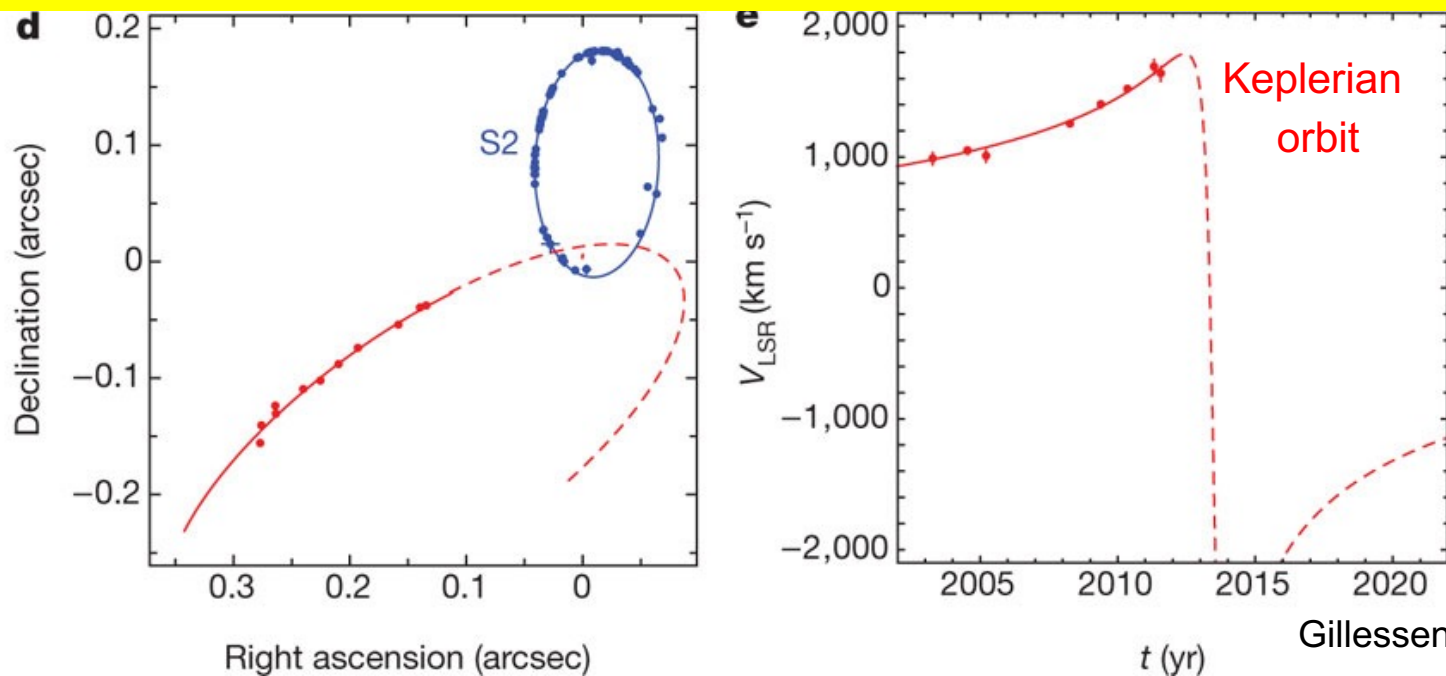 d
0.2
0.1
0
−0.1
−0.2
Declination (arcsec)
S2
0.3
0.2
0.1
0
Right ascension (arcsec)
e
2,000
1,000
0
−1,000
−2,000
V_LSR (km s⁻¹)
Keplerian
orbit
2005
2010
2015
2020
t (yr)
Gillessen